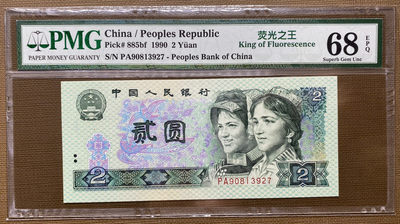 PMG
PAPER MONEY GUARANTY
China / Peoples Republic
Pick# 885bf 1990 2 Yüan
S/N PA90813927 - Peoples Bank of China
荧光之王
King of Fluorescence
68
EPQ
Superb Gem Unc
中国人民银行
2
贰圆
PA90813927
2
2